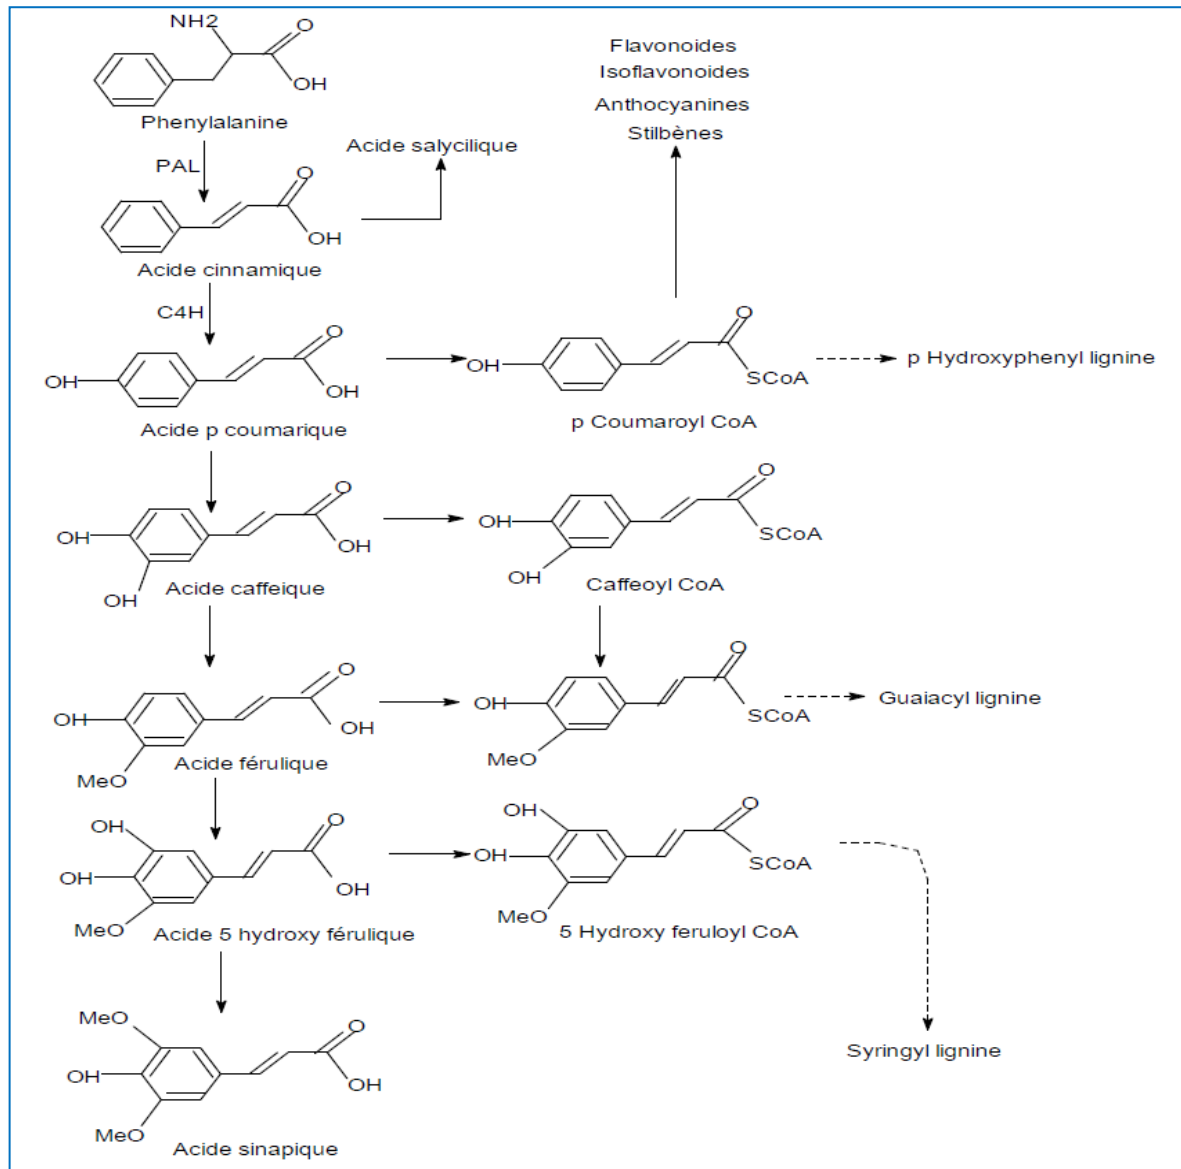 NH2
O
OH
Phenylalanine
Flavonoides
Isoflavonoides
Anthocyanines
Stilbènes
PAL
Acide salycilique
O
OH
Acide cinnamique
C4H
O
OH
OH
Acide p coumarique
O
OH
SCoA
p Coumaroyl CoA
p Hydroxyphenyl lignine
O
OH
OH
OH
Acide caffeique
O
OH
SCoA
OH
Caffeoyl CoA
O
OH
OH
MeO
Acide férulique
O
OH
SCoA
MeO
Guaiacyl lignine
OH
O
OH
OH
MeO
Acide 5 hydroxy férulique
OH
O
OH
SCoA
MeO
5 Hydroxy feruloyl CoA
MeO
O
OH
OH
MeO
Acide sinapique
Syringyl lignine